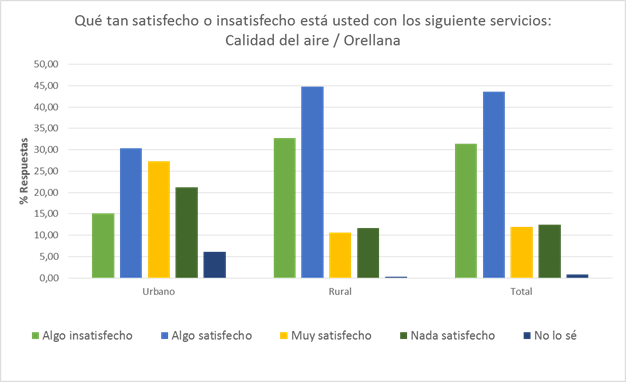 Qué tan satisfecho o insatisfecho está usted con los siguiente servicios:
Calidad del aire / Orellana
50,00
45,00
40,00
35,00
30,00
25,00
20,00
15,00
10,00
5,00
0,00
% Respuestas
Urbano Rural Total
Algo insatisfecho Algo satisfecho Muy satisfecho Nada satisfecho No lo sé